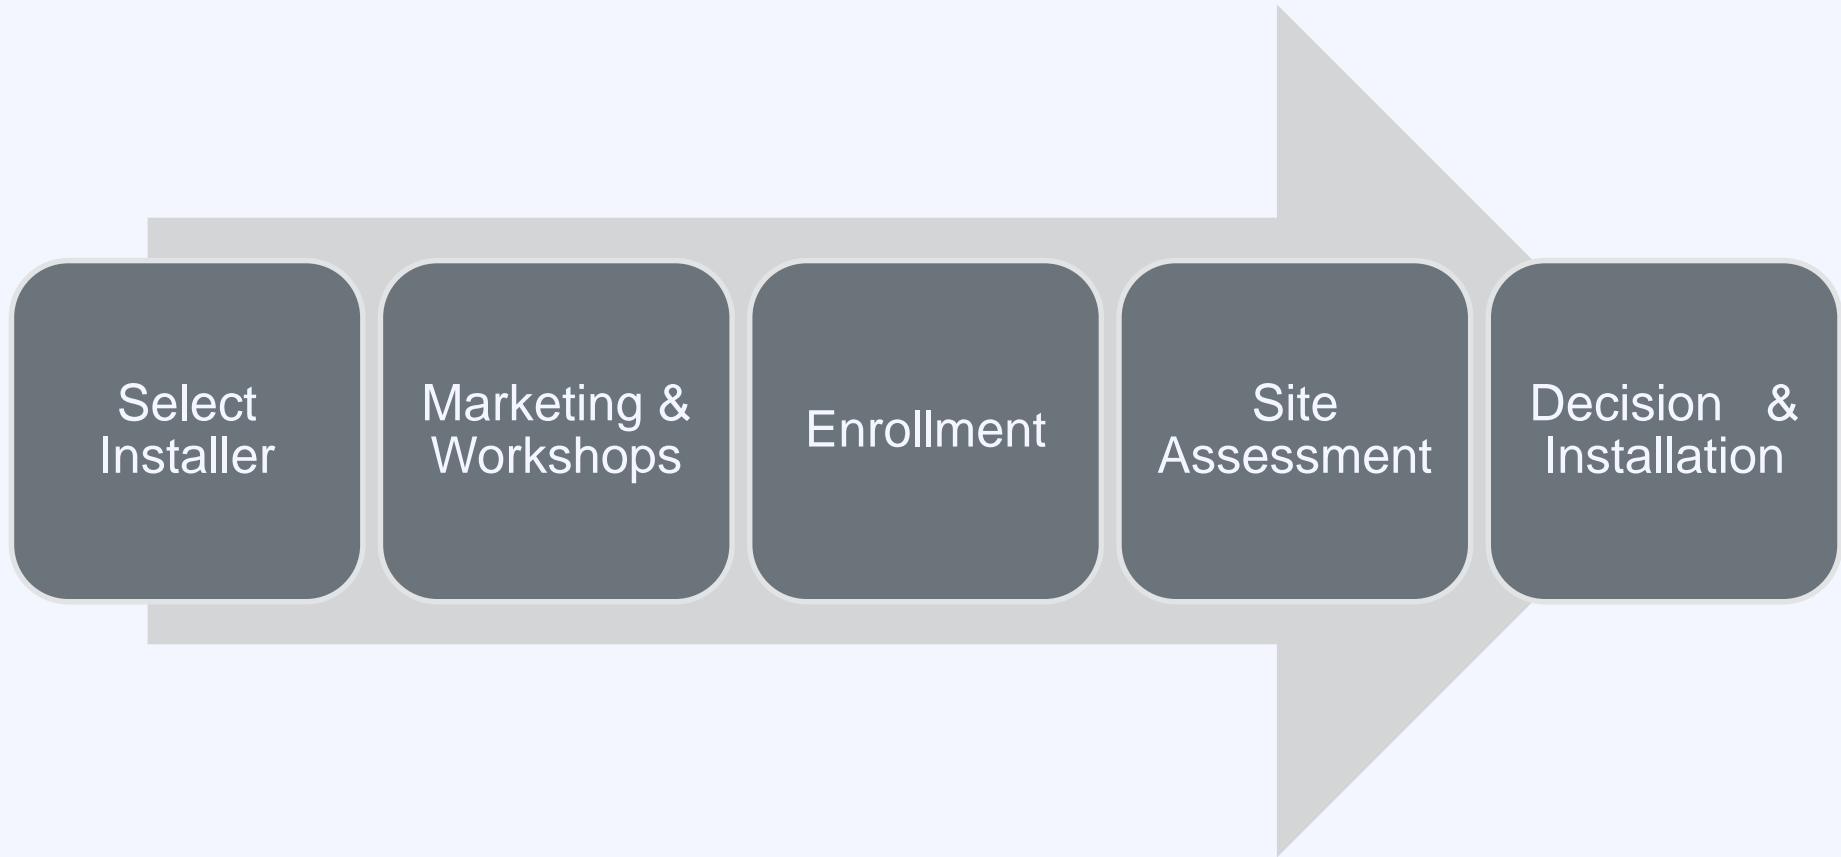 Select
Installer
Marketing &
Workshops
Enrollment
Site
Assessment
Decision &
Installation